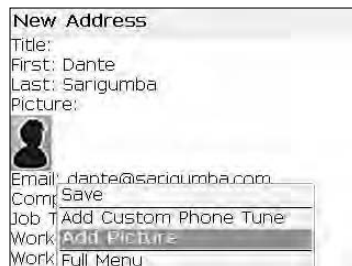 New Address
Title:
First: Dante
Last: Sarigumba
Picture:
Email: dante@sarigumba.com
Comp
Save
Job T
Add Custom Phone Tune
Work
Add Picture
Work
Full Menu